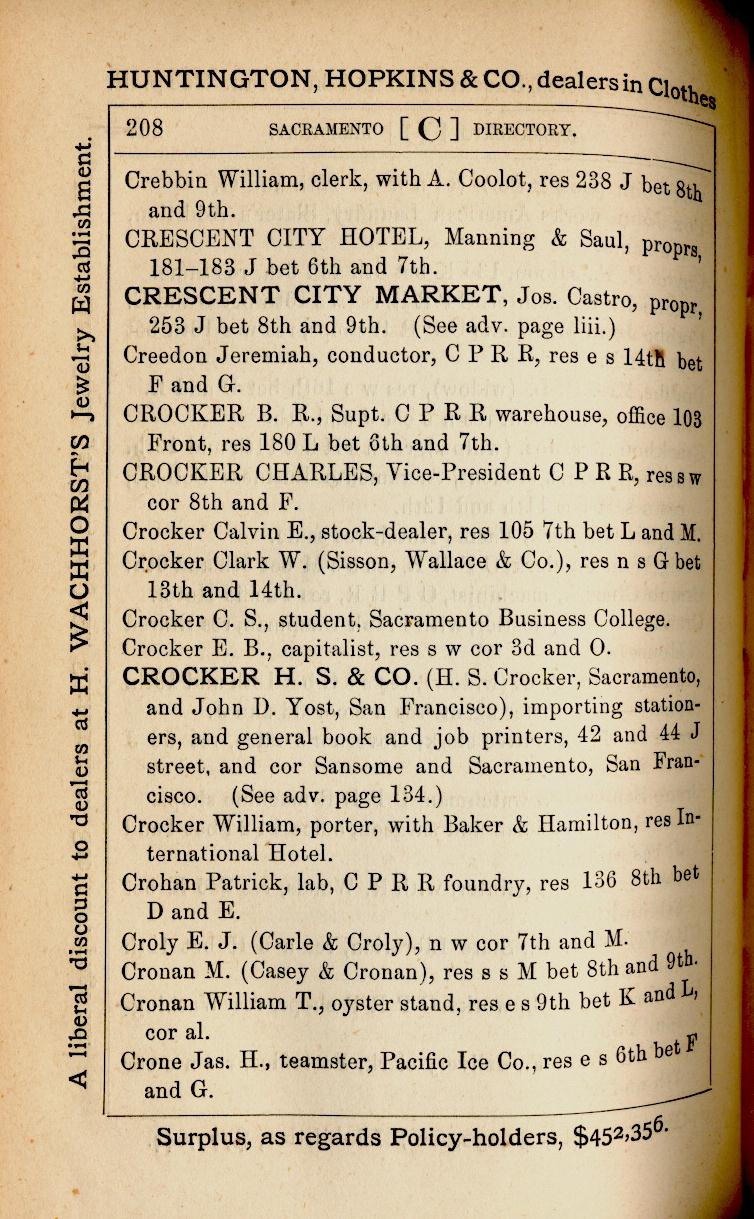 HUNTINGTON, HOPKINS & CO., dealers in Clothes
208 SACRAMENTO [ C ] DIRECTORY.
Crebbin William, clerk, with A. Coolot, res 238 J bet 8th
and 9th.
CRESCENT CITY HOTEL, Manning & Saul, proprs,
181–183 J bet 6th and 7th.
CRESCENT CITY MARKET, Jos. Castro, propr,
253 J bet 8th and 9th. (See adv. page liii.)
Creedon Jeremiah, conductor, C P R R, res e s 14th bet
F and G.
CROCKER B. R., Supt. C P R R warehouse, office 103
Front, res 180 L bet 6th and 7th.
CROCKER CHARLES, Vice-President C P R R, res s w
cor 8th and F.
Crocker Calvin E., stock-dealer, res 105 7th bet L and M.
Crocker Clark W. (Sisson, Wallace & Co.), res n s G bet
13th and 14th.
Crocker C. S., student, Sacramento Business College.
Crocker E. B., capitalist, res s w cor 3d and O.
CROCKER H. S. & CO. (H. S. Crocker, Sacramento,
and John D. Yost, San Francisco), importing station-
ers, and general book and job printers, 42 and 44 J
street, and cor Sansome and Sacramento, San Fran-
cisco. (See adv. page 134.)
Crocker William, porter, with Baker & Hamilton, res In-
ternational Hotel.
Crohan Patrick, lab, C P R R foundry, res 136 8th bet
D and E.
Croly E. J. (Carle & Croly), n w cor 7th and M.
Cronan M. (Casey & Cronan), res s s M bet 8th and 9th.
Cronan William T., oyster stand, res e s 9th bet K and L,
cor al.
Crone Jas. H., teamster, Pacific Ice Co., res e s 6th bet F
and G.
Surplus, as regards Policy-holders, $452,356.
A liberal discount to dealers at H. WACHHORST'S Jewelry Establishment.